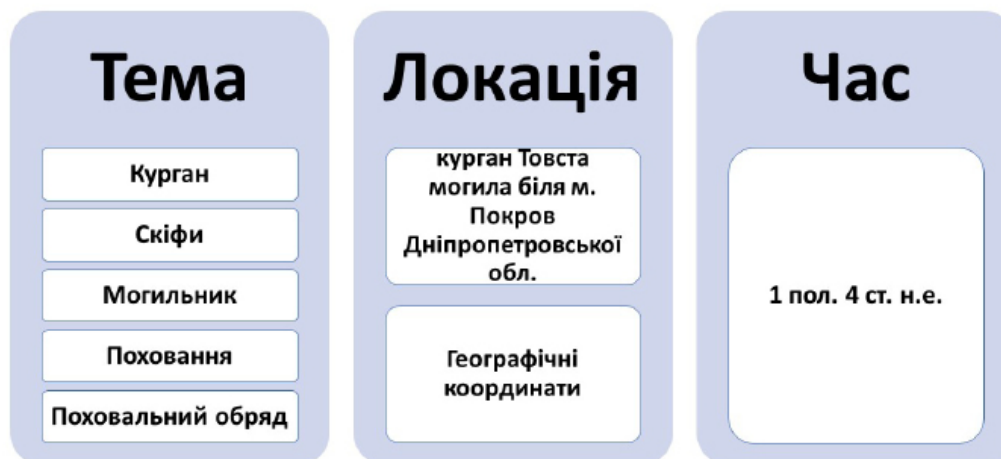 Тема
Курган
Скіфи
Могильник
Поховання
Поховальний обряд
Локація
курган Товста
могила біля м.
Покров
Дніпропетровської
обл.
Географічні
координати
Час
1 пол. 4 ст. н.е.